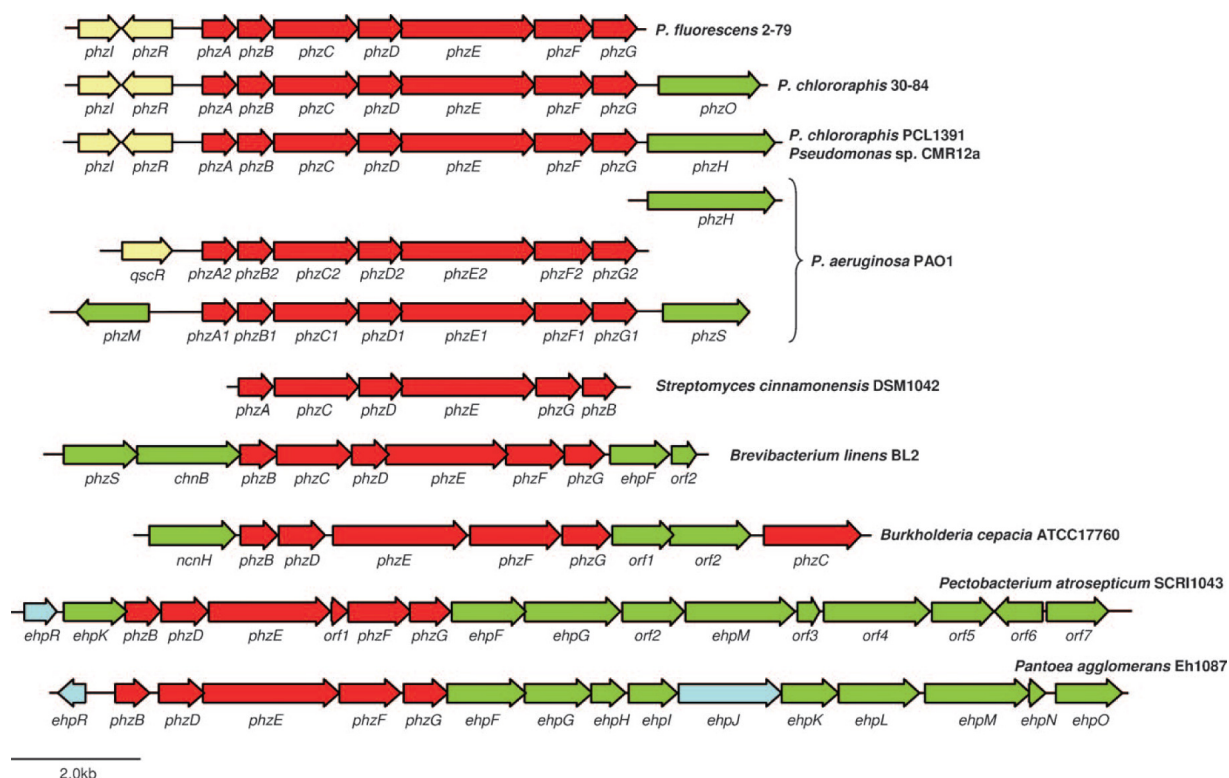 P. fluorescens 2-79
phzI phzR phzA phzB phzC phzD phzE phzF phzG
P. chlororaphis 30-84
phzI phzR phzA phzB phzC phzD phzE phzF phzG phzO
P. chlororaphis PCL1391
Pseudomonas sp. CMR12a
phzI phzR phzA phzB phzC phzD phzE phzF phzG phzH
phzH
P. aeruginosa PAO1
qscR phzA2 phzB2 phzC2 phzD2 phzE2 phzF2 phzG2
phzM phzA1 phzB1 phzC1 phzD1 phzE1 phzF1 phzG1 phzS
Streptomyces cinnamonensis DSM1042
phzA phzC phzD phzE phzG phzB
Brevibacterium linens BL2
phzS chnB phzB phzC phzD phzE phzF phzG ehpF orf2
Burkholderia cepacia ATCC17760
ncnH phzB phzD phzE phzF phzG orf1 orf2 phzC
Pectobacterium atrosepticum SCRI1043
ehpR ehpK phzB phzD phzE orf1 phzF phzG ehpF ehpG orf2 ehpM orf3 orf4 orf5 orf6 orf7
Pantoea agglomerans Eh1087
ehpR phzB phzD phzE phzF phzG ehpF ehpG ehpH ehpI ehpJ ehpK ehpL ehpM ehpN ehpO
2.0kb